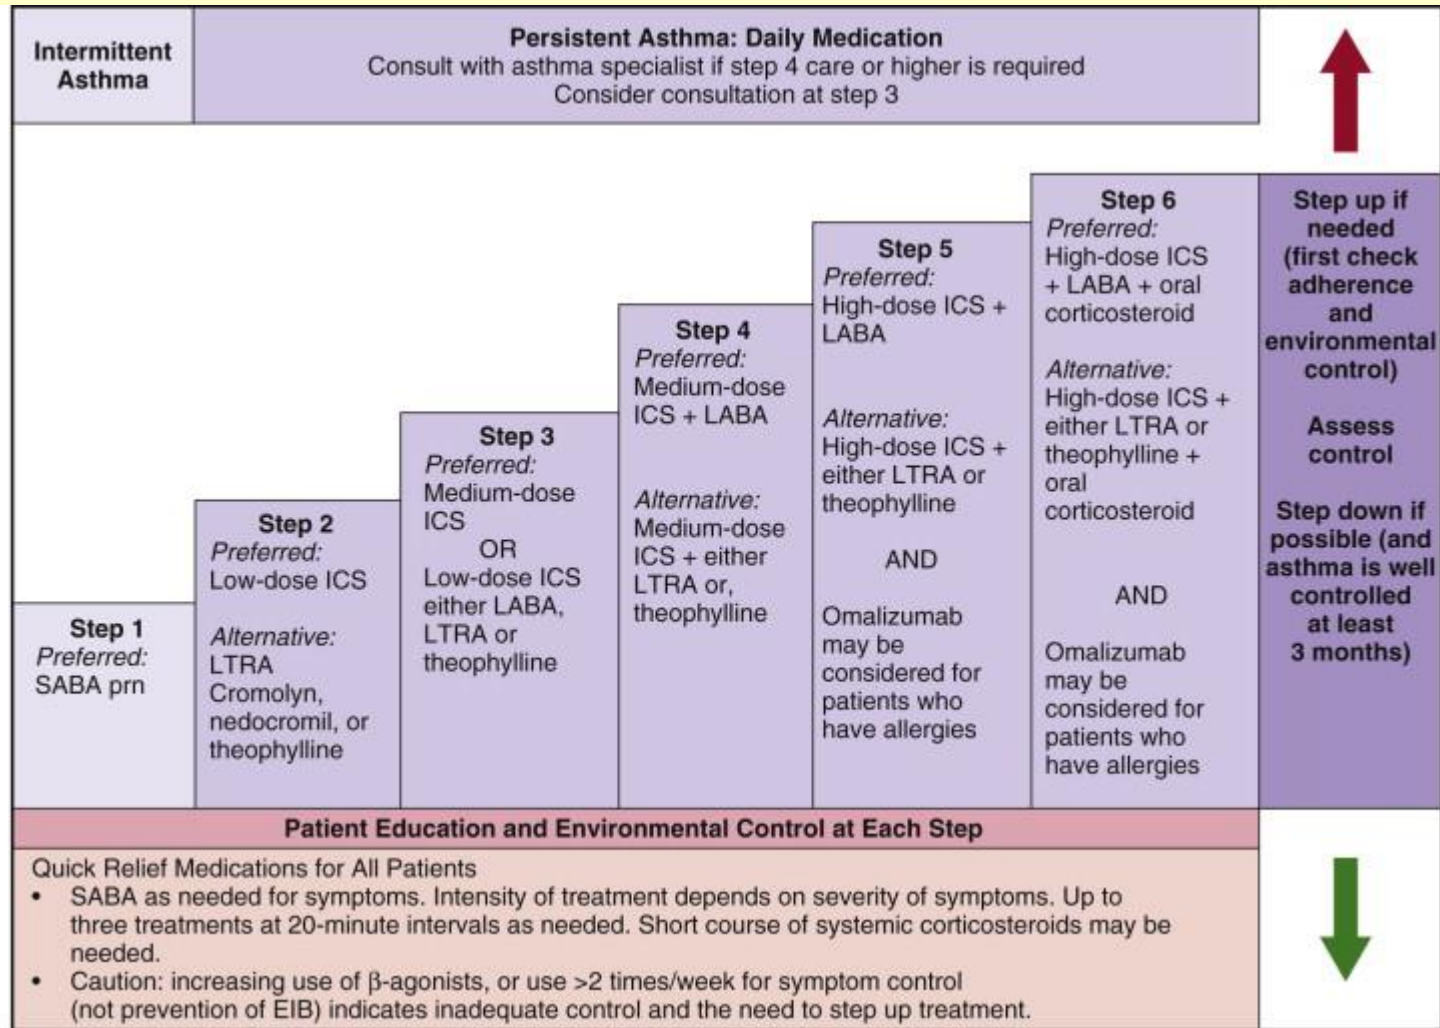 Intermittent
Asthma
Persistent Asthma: Daily Medication
Consult with asthma specialist if step 4 care or higher is required
Consider consultation at step 3
Step 1
Preferred:
SABA prn
Step 2
Preferred:
Low-dose ICS
Alternative:
LTRA
Cromolyn,
nedocromil, or
theophylline
Step 3
Preferred:
Medium-dose
ICS
OR
Low-dose ICS
either LABA,
LTRA or
theophylline
Step 4
Preferred:
Medium-dose
ICS + LABA
Alternative:
Medium-dose
ICS + either
LTRA or,
theophylline
Step 5
Preferred:
High-dose ICS +
LABA
Alternative:
High-dose ICS +
either LTRA or
theophylline
AND
Omalizumab
may be
considered for
patients who
have allergies
Step 6
Preferred:
High-dose ICS
+ LABA + oral
corticosteroid
Alternative:
High-dose ICS +
either LTRA or
theophylline +
oral
corticosteroid
AND
Omalizumab
may be
considered for
patients who
have allergies
Step up if
needed
(first check
adherence
and
environmental
control)
Assess
control
Step down if
possible (and
asthma is well
controlled
at least
3 months)
Patient Education and Environmental Control at Each Step
Quick Relief Medications for All Patients
• SABA as needed for symptoms. Intensity of treatment depends on severity of symptoms. Up to
three treatments at 20-minute intervals as needed. Short course of systemic corticosteroids may be
needed.
• Caution: increasing use of β-agonists, or use >2 times/week for symptom control
(not prevention of EIB) indicates inadequate control and the need to step up treatment.